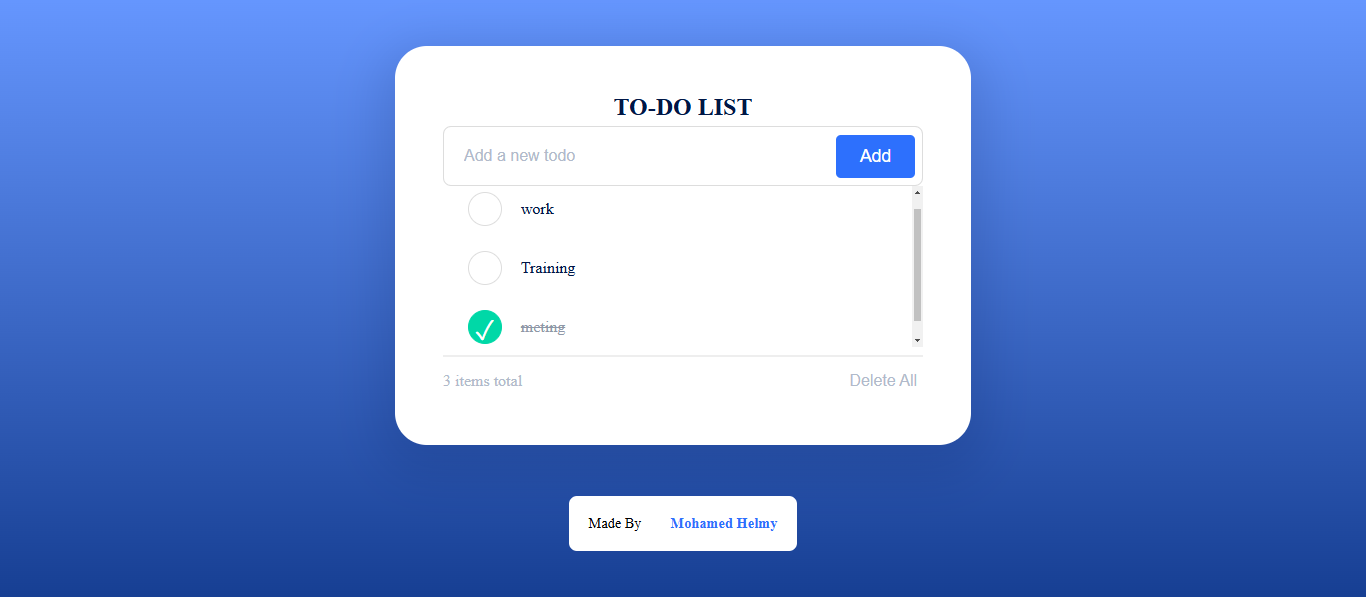 TO-DO LIST
Add a new todo
Add
work
Training
meting
3 items total
Delete All
Made By Mohamed Helmy